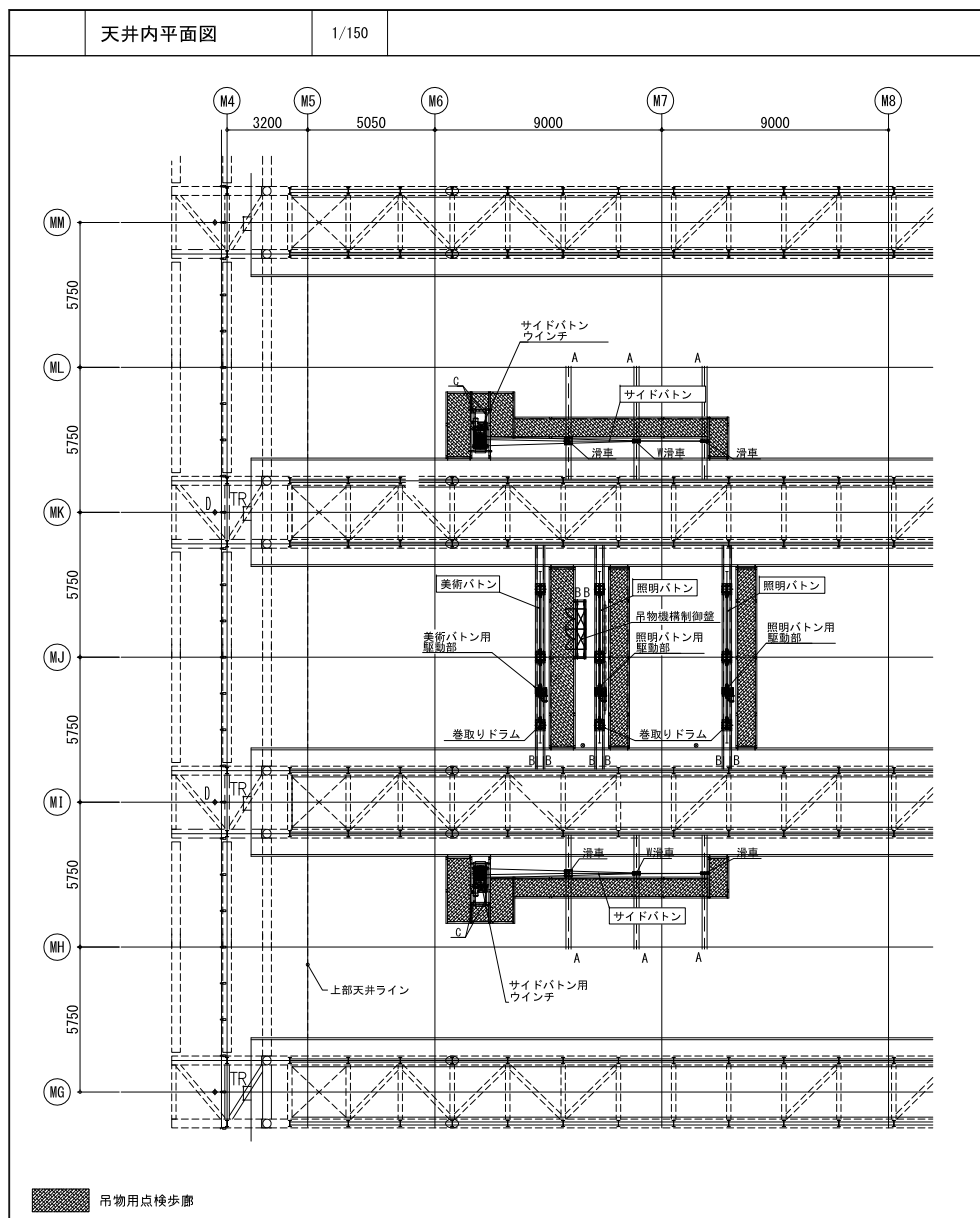 天井内平面図
1/150
M4
M5
M6
M7
M8
3200
5050
9000
9000
MM
5750
ML
サイドバトン
ウインチ
A
A
A
C
サイドバトン
5750
滑車
W滑車
滑車
TR
D
MK
5750
美術バトン
B B
照明バトン
照明バトン
吊物機構制御盤
美術バトン用
駆動部
照明バトン用
駆動部
照明バトン用
駆動部
MJ
5750
巻取りドラム
巻取りドラム
B B
B B
B B
TR
D
MI
5750
滑車
W滑車
滑車
サイドバトン
C
MH
A
A
A
サイドバトン用
ウインチ
上部天井ライン
5750
TR
MG
吊物用点検歩廊